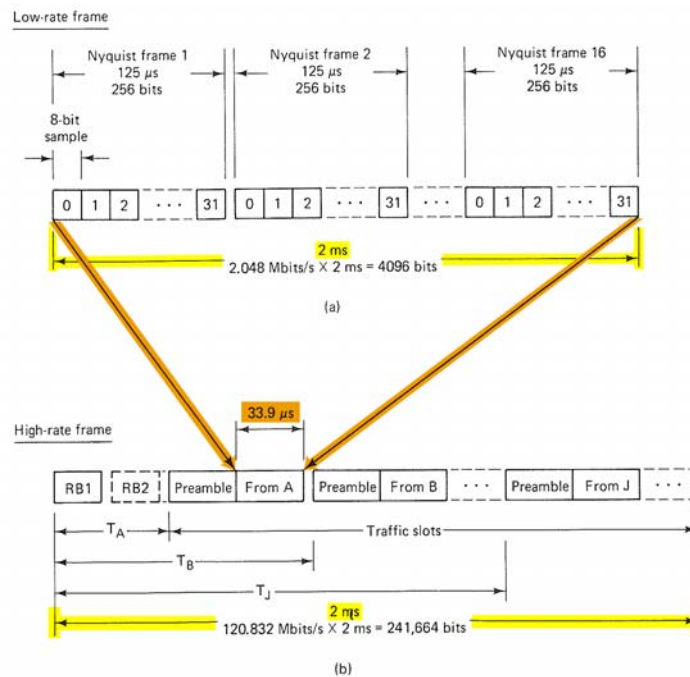 Low-rate frame
Nyquist frame 1 Nyquist frame 2 Nyquist frame 16
125 μs 125 μs 125 μs
256 bits 256 bits 256 bits
8-bit
sample
0 1 2 · · · 31 0 1 2 · · · 31 · · · 0 1 2 · · · 31
2 ms
2.048 Mbits/s X 2 ms = 4096 bits
(a)
33.9 μs
High-rate frame
RB1 RB2 Preamble From A Preamble From B · · · Preamble From J · · ·
T_A Traffic slots
T_B
T_J
2 ms
120.832 Mbits/s X 2 ms = 241,664 bits
(b)